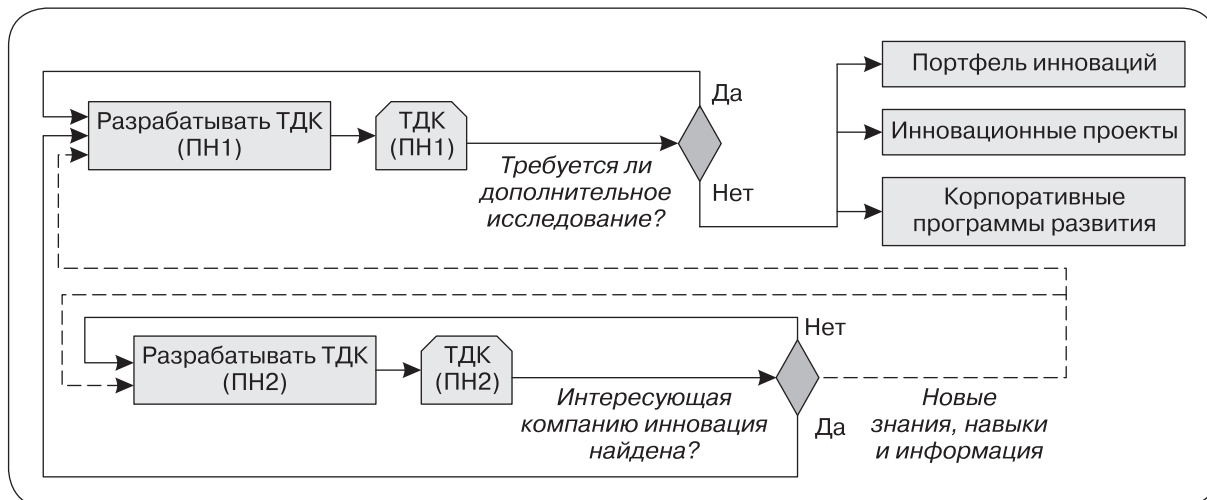 Портфель инноваций
Да
Разрабатывать ТДК
(ПН1)
ТДК
(ПН1)
Инновационные проекты
Требуется ли
дополнительное
исследование?
Нет
Корпоративные
программы развития
Нет
Разрабатывать ТДК
(ПН2)
ТДК
(ПН2)
Интересующая
компанию инновация
найдена?
Да
Новые
знания, навыки
и информация